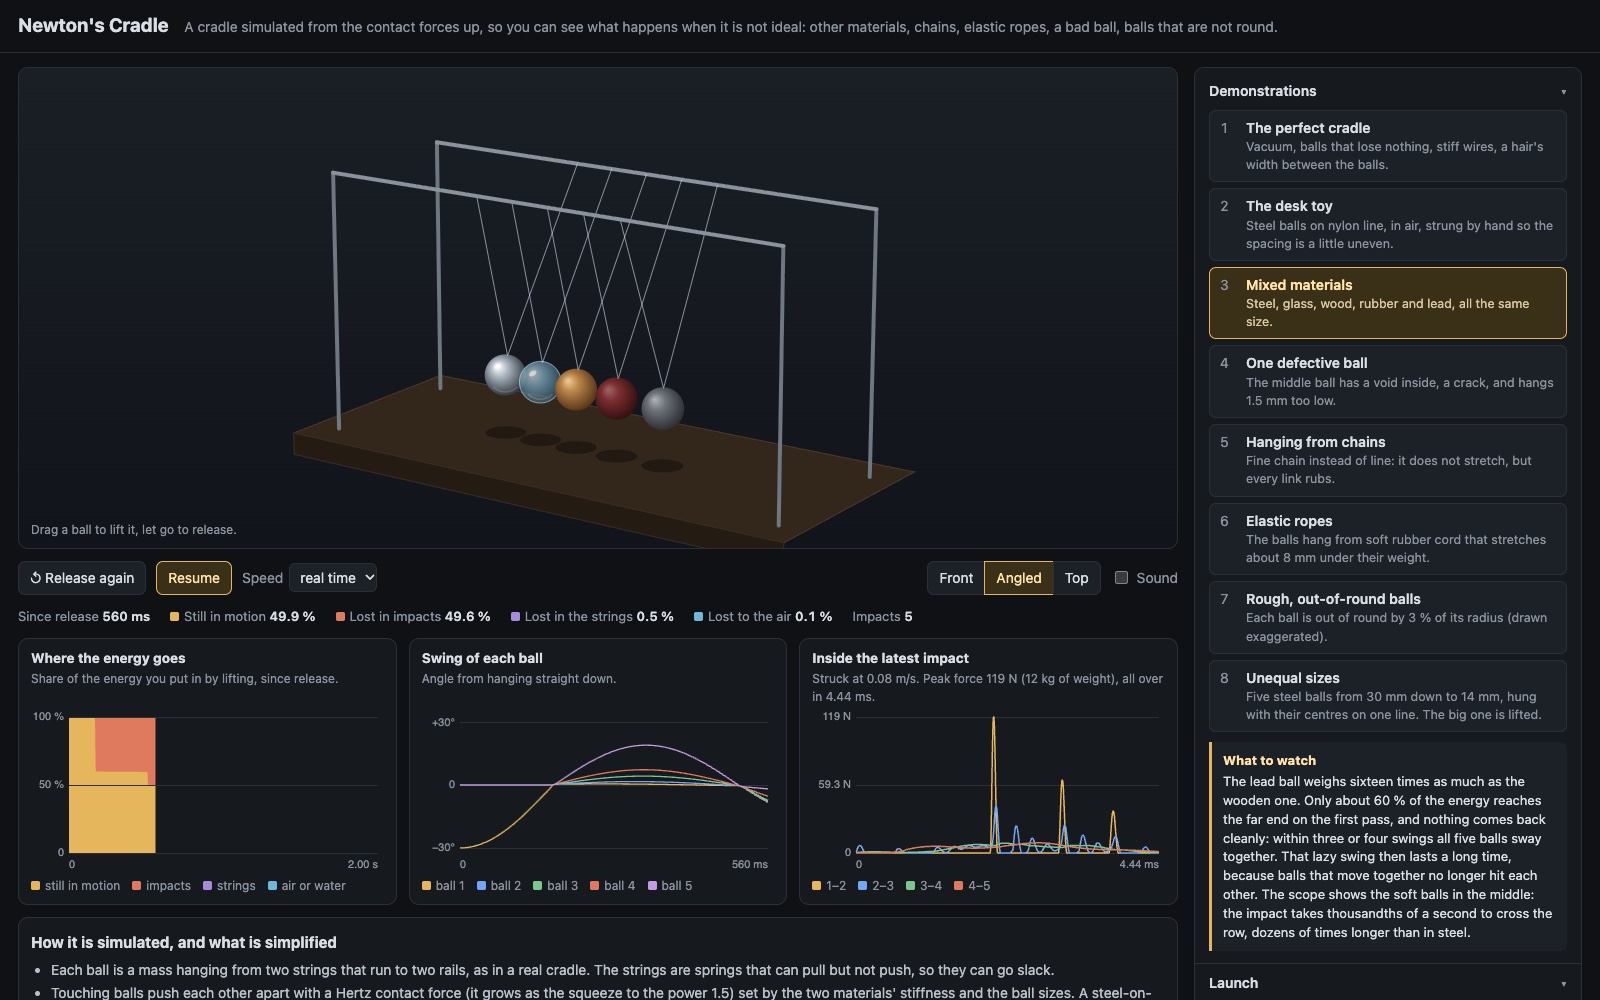 Newton's Cradle
A cradle simulated from the contact forces up, so you can see what happens when it is not ideal: other materials, chains, elastic ropes, a bad ball, balls that are not round.
Drag a ball to lift it, let go to release.
Release again
Resume
Speed
real time
Front
Angled
Top
Sound
Since release 560 ms
Still in motion 49.9 %
Lost in impacts 49.6 %
Lost in the strings 0.5 %
Lost to the air 0.1 %
Impacts 5
Where the energy goes
Share of the energy you put in by lifting, since release.
100 %
50 %
0
0
2.00 s
still in motion
impacts
strings
air or water
Swing of each ball
Angle from hanging straight down.
+30°
0
−30°
0
560 ms
ball 1
ball 2
ball 3
ball 4
ball 5
Inside the latest impact
Struck at 0.08 m/s. Peak force 119 N (12 kg of weight), all over
in 4.44 ms.
119 N
59.3 N
0
0
4.44 ms
1–2
2–3
3–4
4–5
How it is simulated, and what is simplified
• Each ball is a mass hanging from two strings that run to two rails, as in a real cradle. The strings are springs that can pull but not push, so they can go slack.
• Touching balls push each other apart with a Hertz contact force (it grows as the squeeze to the power 1.5) set by the two materials' stiffness and the ball sizes. A steel-on-
Demonstrations
1
The perfect cradle
Vacuum, balls that lose nothing, stiff wires, a hair's
width between the balls.
2
The desk toy
Steel balls on nylon line, in air, strung by hand so the
spacing is a little uneven.
3
Mixed materials
Steel, glass, wood, rubber and lead, all the same
size.
4
One defective ball
The middle ball has a void inside, a crack, and hangs
1.5 mm too low.
5
Hanging from chains
Fine chain instead of line: it does not stretch, but
every link rubs.
6
Elastic ropes
The balls hang from soft rubber cord that stretches
about 8 mm under their weight.
7
Rough, out-of-round balls
Each ball is out of round by 3 % of its radius (drawn
exaggerated).
8
Unequal sizes
Five steel balls from 30 mm down to 14 mm, hung
with their centres on one line. The big one is lifted.
What to watch
The lead ball weighs sixteen times as much as the
wooden one. Only about 60 % of the energy reaches
the far end on the first pass, and nothing comes back
cleanly: within three or four swings all five balls sway
together. That lazy swing then lasts a long time,
because balls that move together no longer hit each
other. The scope shows the soft balls in the middle:
the impact takes thousandths of a second to cross the
row, dozens of times longer than in steel.
Launch